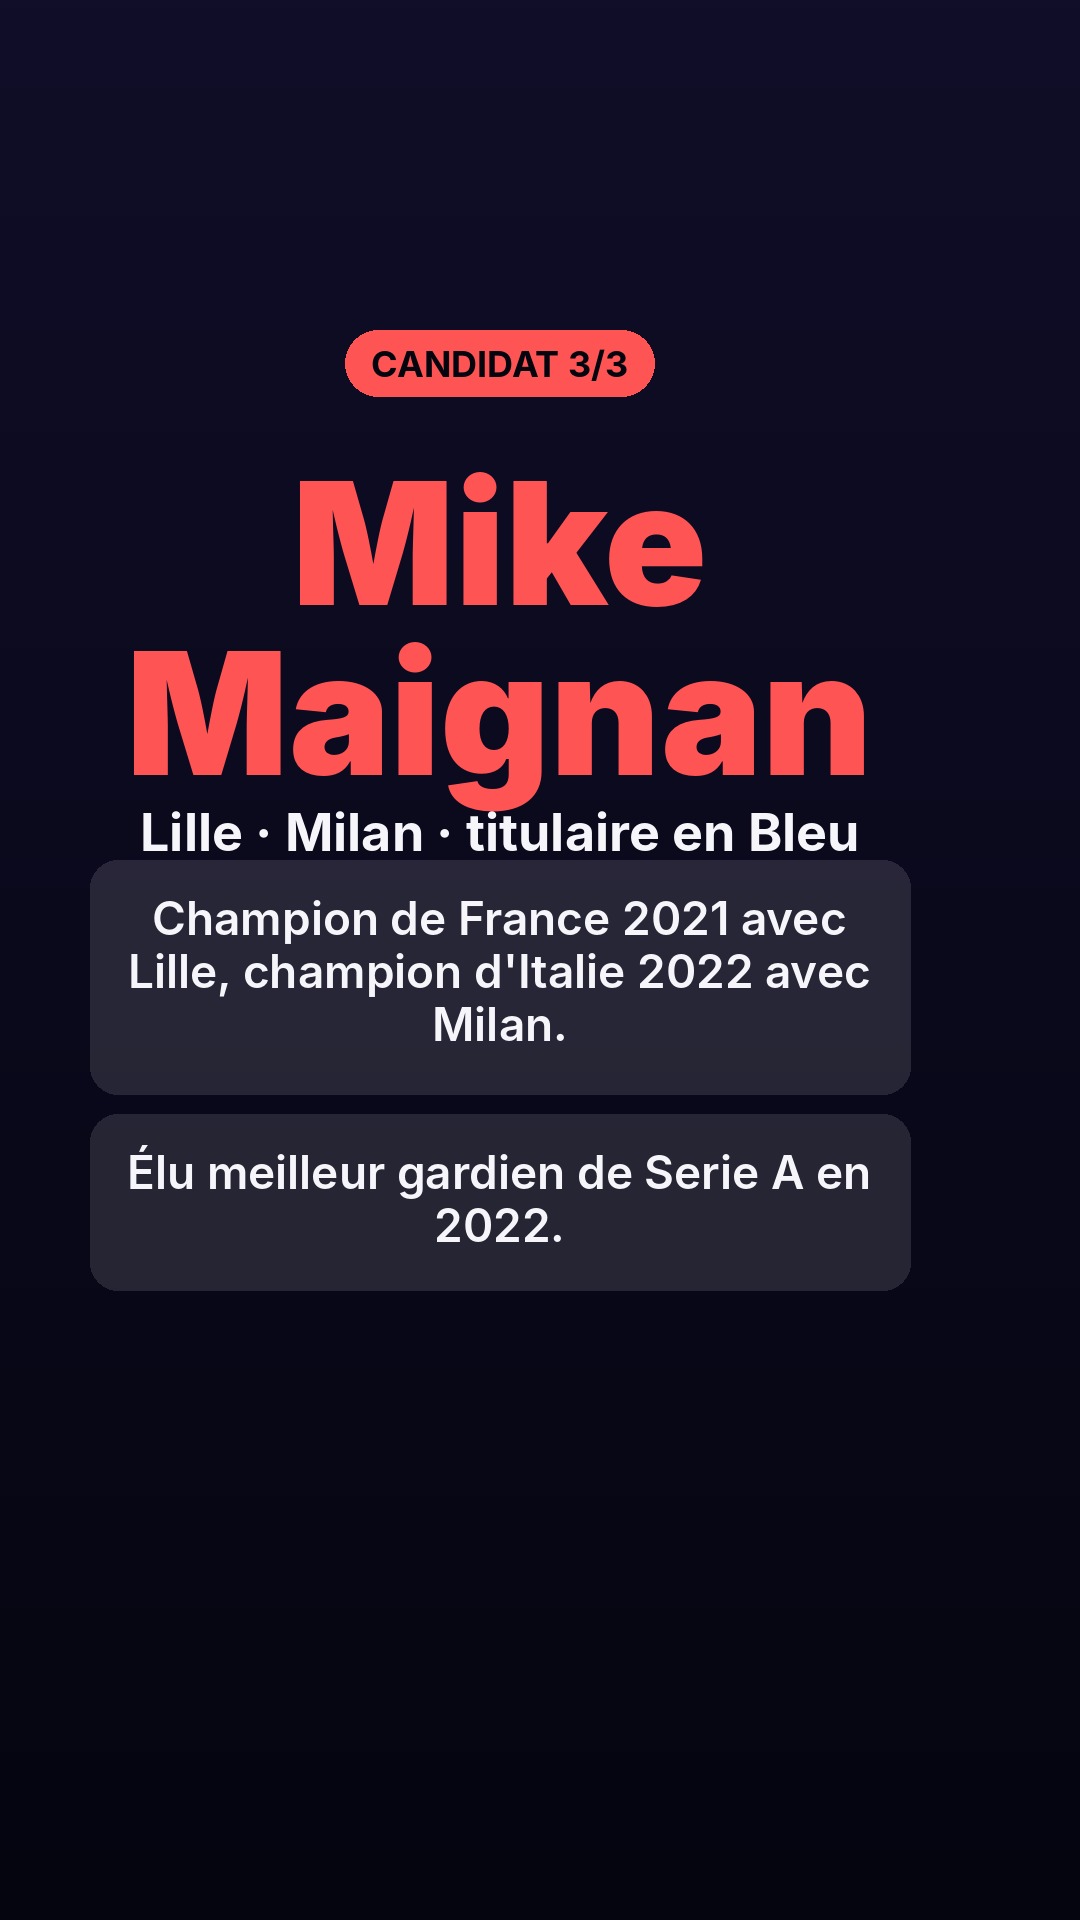 CANDIDAT 3/3
Mike
Maignan
Lille · Milan · titulaire en Bleu
Champion de France 2021 avec
Lille, champion d'Italie 2022 avec
Milan.
Élu meilleur gardien de Serie A en
2022.